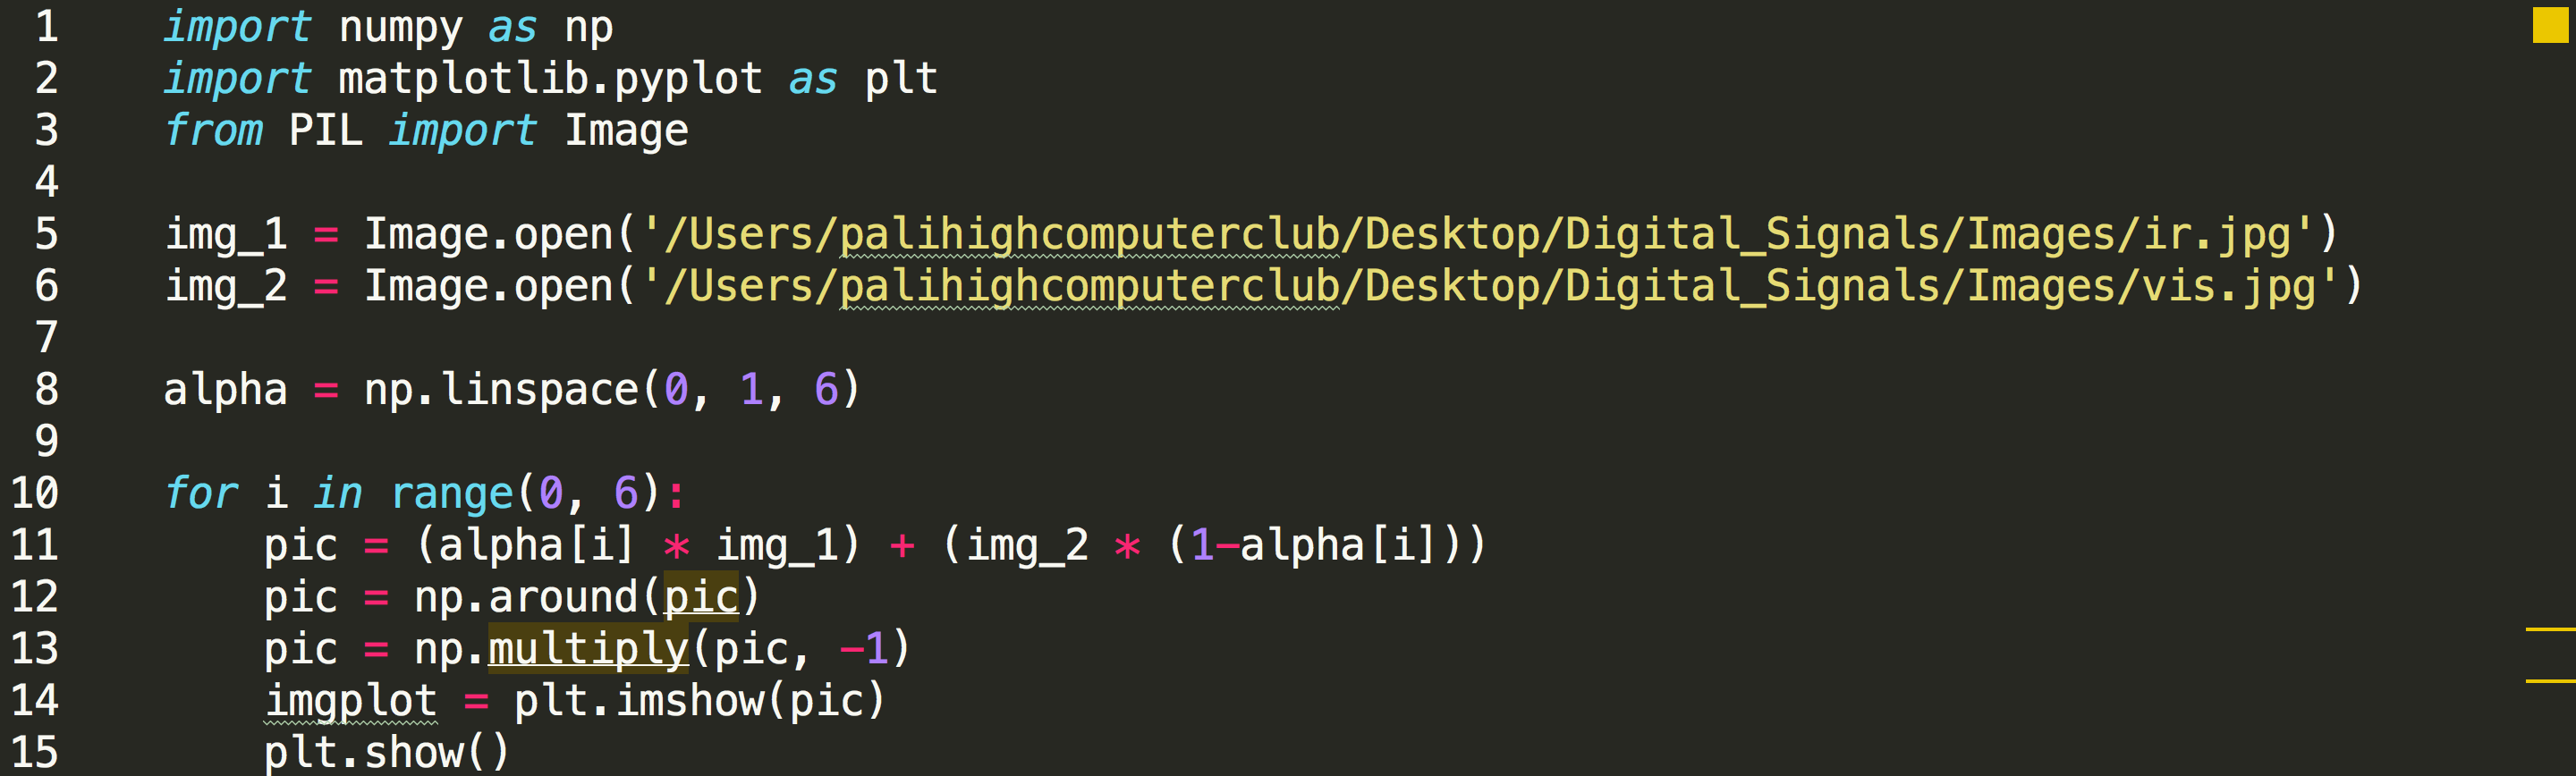 1 import numpy as np
2 import matplotlib.pyplot as plt
3 from PIL import Image
4
5 img_1 = Image.open('/Users/palihighcomputerclub/Desktop/Digital_Signals/Images/ir.jpg')
6 img_2 = Image.open('/Users/palihighcomputerclub/Desktop/Digital_Signals/Images/vis.jpg')
7
8 alpha = np.linspace(0, 1, 6)
9
10 for i in range(0, 6):
11     pic = (alpha[i] * img_1) + (img_2 * (1-alpha[i]))
12     pic = np.around(pic)
13     pic = np.multiply(pic, -1)
14     imgplot = plt.imshow(pic)
15     plt.show()